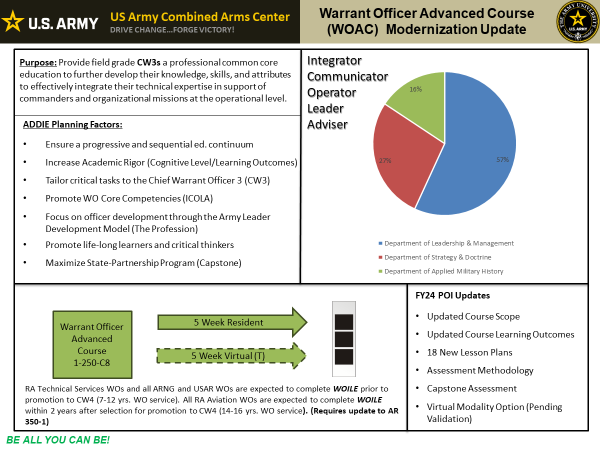 U.S. ARMY
US Army Combined Arms Center
DRIVE CHANGE…FORGE VICTORY!
Warrant Officer Advanced Course
(WOAC)  Modernization Update
Purpose: Provide field grade CW3s a professional common core
education to further develop their knowledge, skills, and attributes
to effectively integrate their technical expertise in support of
commanders and organizational missions at the operational level.
ADDIE Planning Factors:
• Ensure a progressive and sequential ed. continuum
• Increase Academic Rigor (Cognitive Level/Learning Outcomes)
• Tailor critical tasks to the Chief Warrant Officer 3 (CW3)
• Promote WO Core Competencies (ICOLA)
• Focus on officer development through the Army Leader
Development Model (The Profession)
• Promote life-long learners and critical thinkers
• Maximize State-Partnership Program (Capstone)
Integrator
Communicator
Operator
Leader
Adviser
16%
27%
57%
Department of Leadership & Management
Department of Strategy & Doctrine
Department of Applied Military History
Warrant Officer
Advanced
Course
1-250-C8
5 Week Resident
5 Week Virtual (T)
RA Technical Services WOs and all ARNG and USAR WOs are expected to complete WOILE prior to
promotion to CW4 (7-12 yrs. WO service). All RA Aviation WOs are expected to complete WOILE
within 2 years after selection for promotion to CW4 (14-16 yrs. WO service). (Requires update to AR
350-1)
FY24 POI Updates
• Updated Course Scope
• Updated Course Learning Outcomes
• 18 New Lesson Plans
• Assessment Methodology
• Capstone Assessment
• Virtual Modality Option (Pending
Validation)
BE ALL YOU CAN BE!